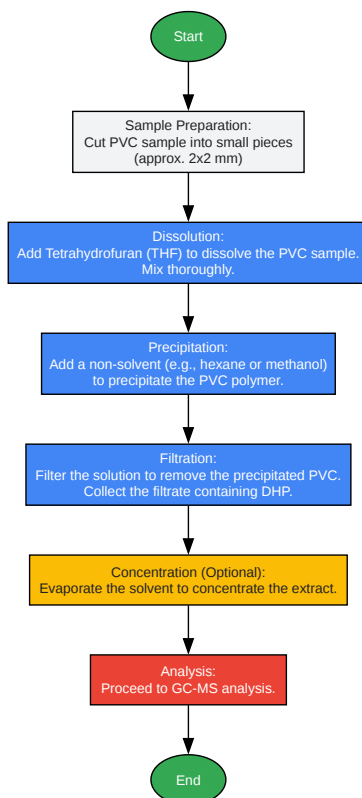 Start
Sample Preparation:
Cut PVC sample into small pieces
(approx. 2x2 mm)
Dissolution:
Add Tetrahydrofuran (THF) to dissolve the PVC sample.
Mix thoroughly.
Precipitation:
Add a non-solvent (e.g., hexane or methanol)
to precipitate the PVC polymer.
Filtration:
Filter the solution to remove the precipitated PVC.
Collect the filtrate containing DHP.
Concentration (Optional):
Evaporate the solvent to concentrate the extract.
Analysis:
Proceed to GC-MS analysis.
End